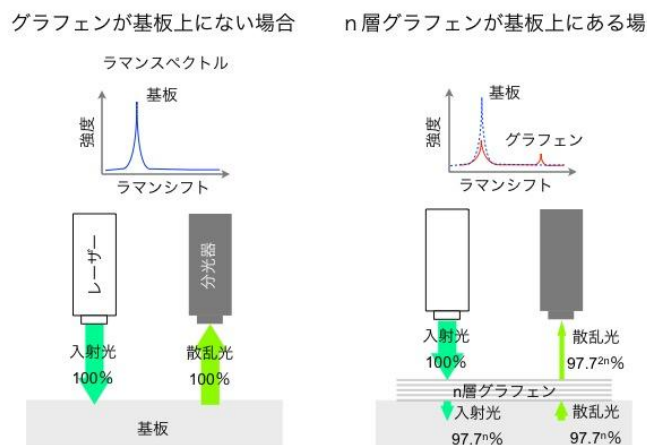 グラフェンが基板上にない場合
ラマンスペクトル
基板
強度
ラマンシフト
レーザー
分光器
入射光
100%
散乱光
100%
基板
n層グラフェンが基板上にある場
基板
グラフェン
強度
ラマンシフト
入射光
100%
散乱光
97.7²ⁿ%
n層グラフェン
入射光
97.7ⁿ%
散乱光
97.7ⁿ%